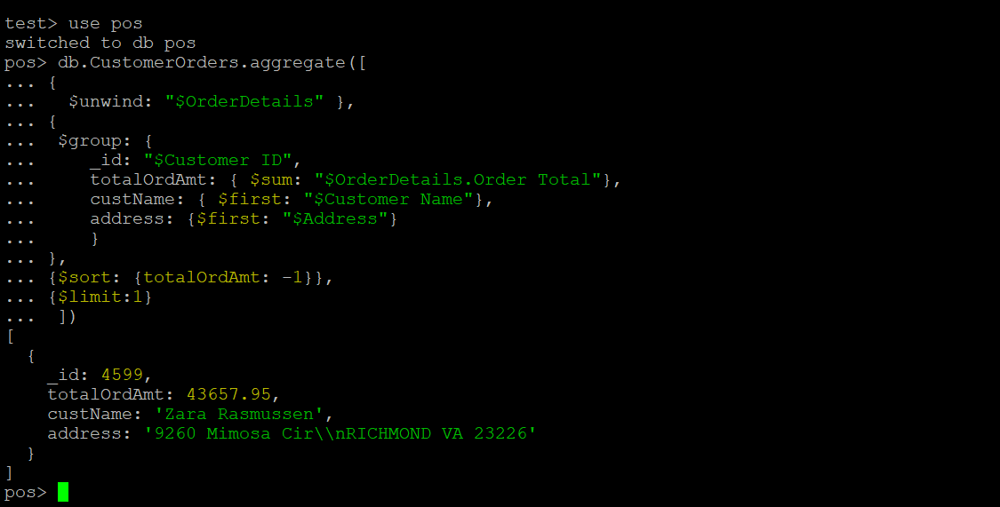 test> use pos
switched to db pos
pos> db.CustomerOrders.aggregate([
... {
...   $unwind: "$OrderDetails" },
... {
...  $group: {
...     _id: "$Customer ID",
...     totalOrdAmt: { $sum: "$OrderDetails.Order Total"},
...     custName: { $first: "$Customer Name"},
...     address: {$first: "$Address"}
...     }
... },
... {$sort: {totalOrdAmt: -1}},
... {$limit:1}
...  ])
[
  {
    _id: 4599,
    totalOrdAmt: 43657.95,
    custName: 'Zara Rasmussen',
    address: '9260 Mimosa Cir\\nRICHMOND VA 23226'
  }
]
pos>